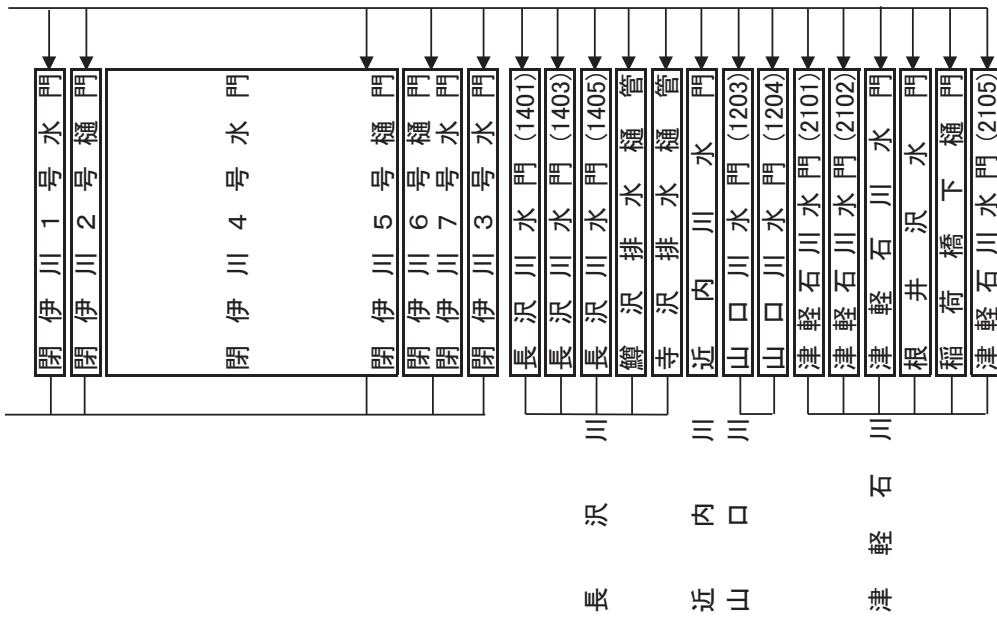 閉伊川1号水門
閉伊川2号樋門
閉伊川4号水門
閉伊川5号樋門
閉伊川6号樋門
閉伊川7号水門
閉伊川3号水門
長沢川
長沢川水門(1401)
長沢川水門(1403)
長沢川水門(1405)
鱒沢排水樋管
寺沢排水樋管
近内川
近内川水門
山口川
山口川水門(1203)
山口川水門(1204)
津軽石川
津軽石川水門(2101)
津軽石川水門(2102)
津軽石川水門
根井沢水門
稲荷橋下樋門
津軽石川水門(2105)